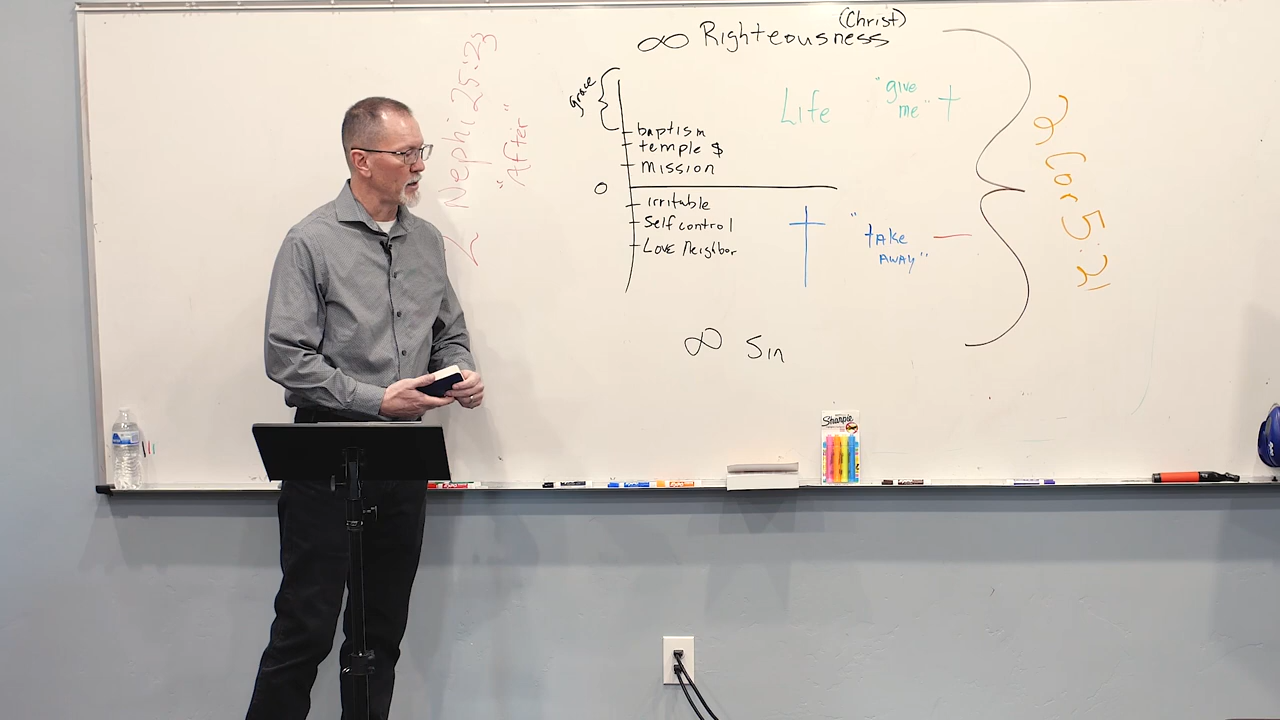 (Christ)
∞ Righteousness
Grace
baptism
temple $
mission
0
irritable
Self control
Love Neighbor
Life
"give
me" +
"tAke
AWAY" —
∞ Sin
2 Nephi 25:23
"After"
2 Cor 5:21
Sharpie